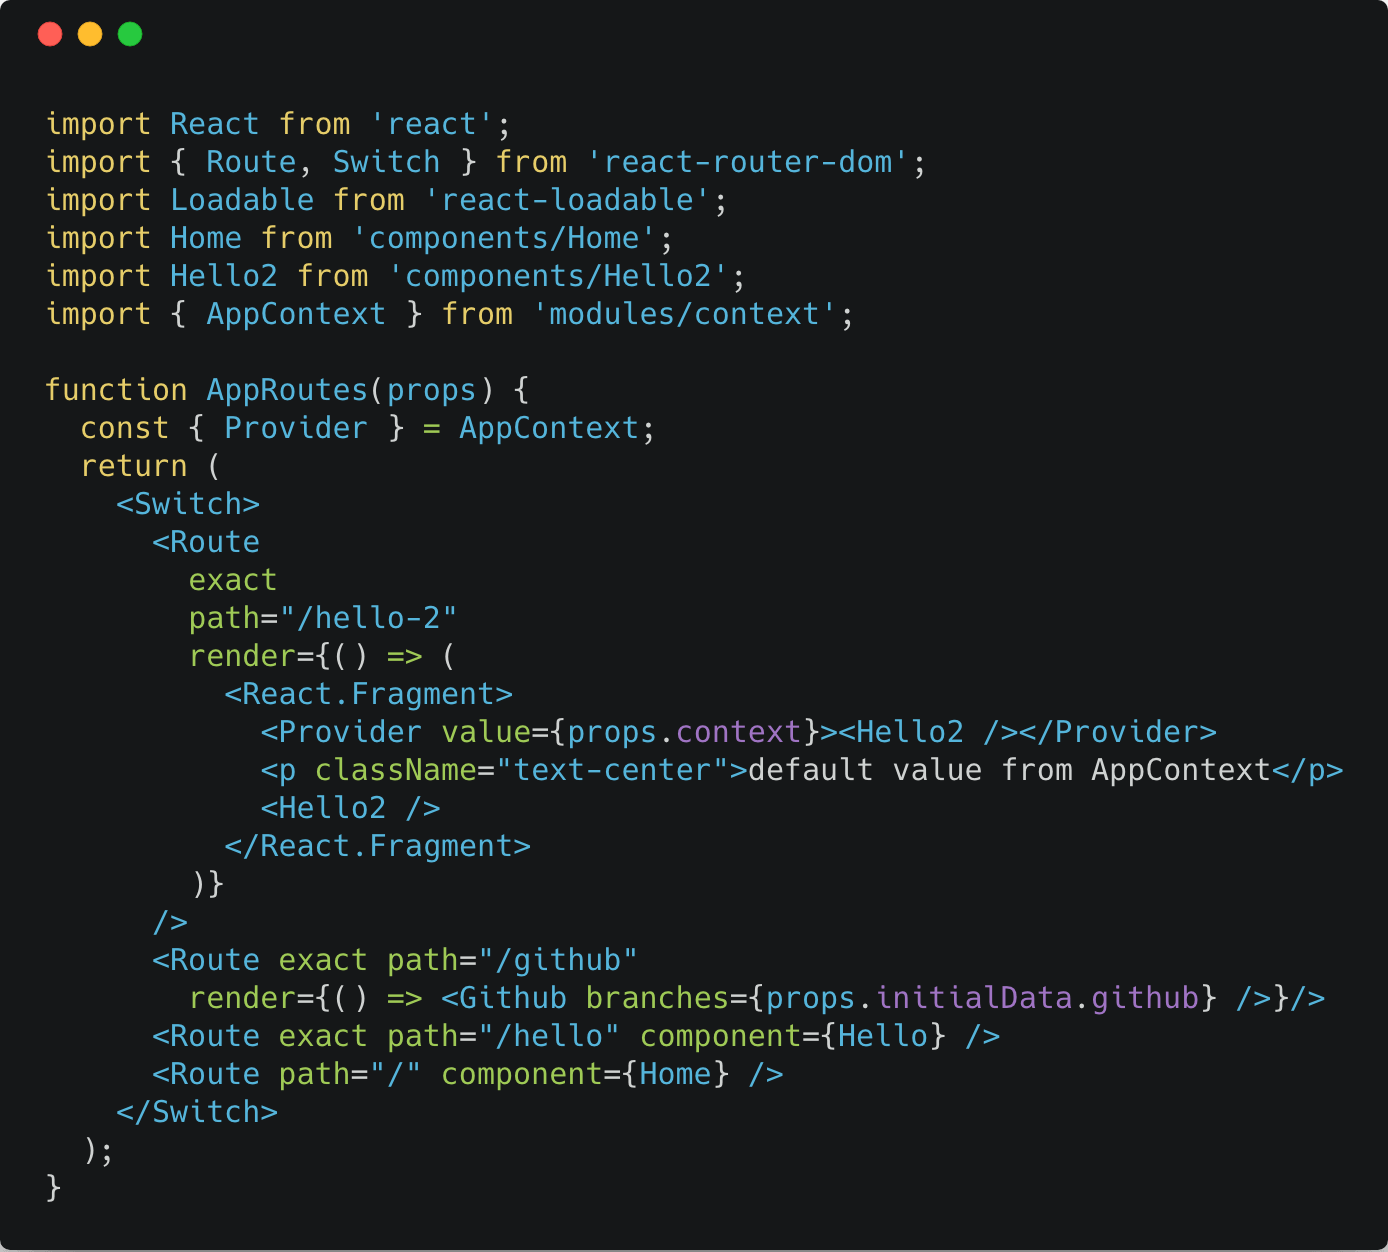 import React from 'react';
import { Route, Switch } from 'react-router-dom';
import Loadable from 'react-loadable';
import Home from 'components/Home';
import Hello2 from 'components/Hello2';
import { AppContext } from 'modules/context';

function AppRoutes(props) {
  const { Provider } = AppContext;
  return (
    <Switch>
      <Route
        exact
        path="/hello-2"
        render={() => (
          <React.Fragment>
            <Provider value={props.context}><Hello2 /></Provider>
            <p className="text-center">default value from AppContext</p>
            <Hello2 />
          </React.Fragment>
        )}
      />
      <Route exact path="/github"
        render={() => <Github branches={props.initialData.github} />}/>
      <Route exact path="/hello" component={Hello} />
      <Route path="/" component={Home} />
    </Switch>
  );
}